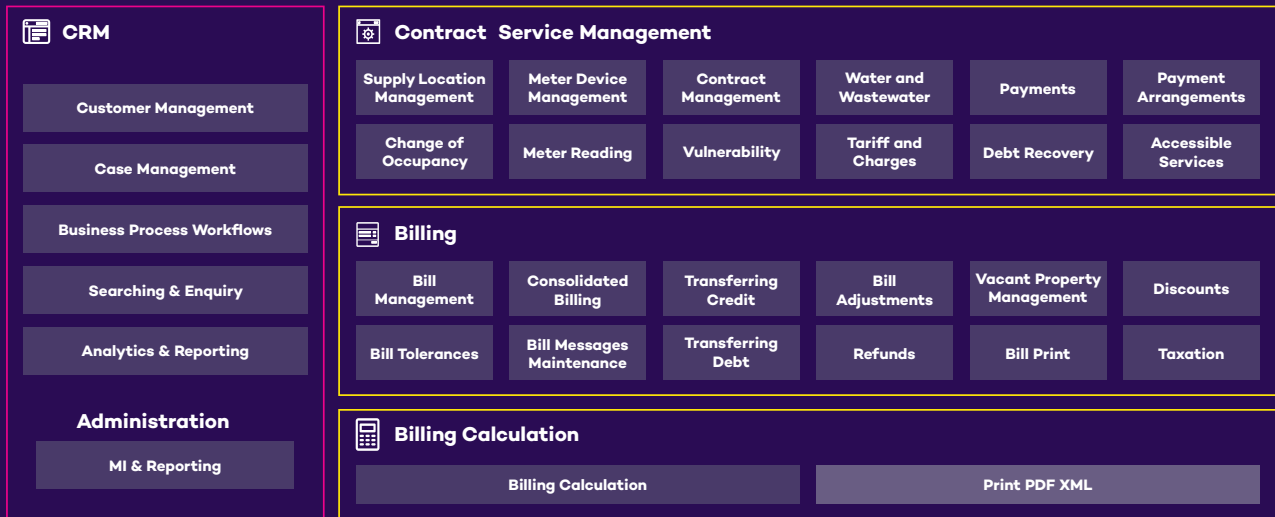 CRM
Customer Management
Case Management
Business Process Workflows
Searching & Enquiry
Analytics & Reporting
Administration
MI & Reporting
Contract Service Management
Supply Location
Management
Meter Device
Management
Contract
Management
Water and
Wastewater
Payments
Payment
Arrangements
Change of
Occupancy
Meter Reading
Vulnerability
Tariff and
Charges
Debt Recovery
Accessible
Services
Billing
Bill
Management
Consolidated
Billing
Transferring
Credit
Bill
Adjustments
Vacant Property
Management
Discounts
Bill Tolerances
Bill Messages
Maintenance
Transferring
Debt
Refunds
Bill Print
Taxation
Billing Calculation
Billing Calculation
Print PDF XML